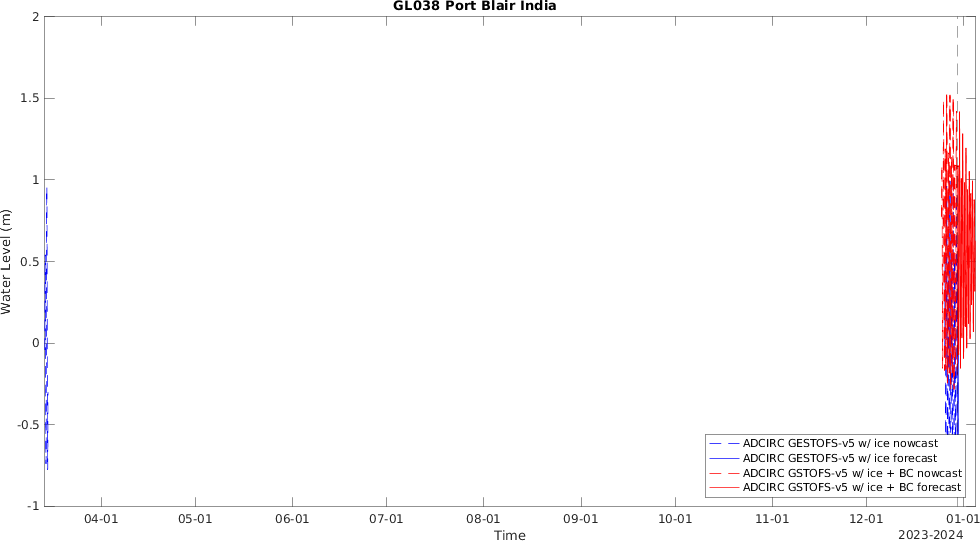 GL038 Port Blair India
2
1.5
1
0.5
0
-0.5
-1
Water Level (m)
04-01 05-01 06-01 07-01 08-01 09-01 10-01 11-01 12-01 01-01
Time
2023-2024
ADCIRC GESTOFS-v5 w/ ice nowcast
ADCIRC GESTOFS-v5 w/ ice forecast
ADCIRC GSTOFS-v5 w/ ice + BC nowcast
ADCIRC GSTOFS-v5 w/ ice + BC forecast